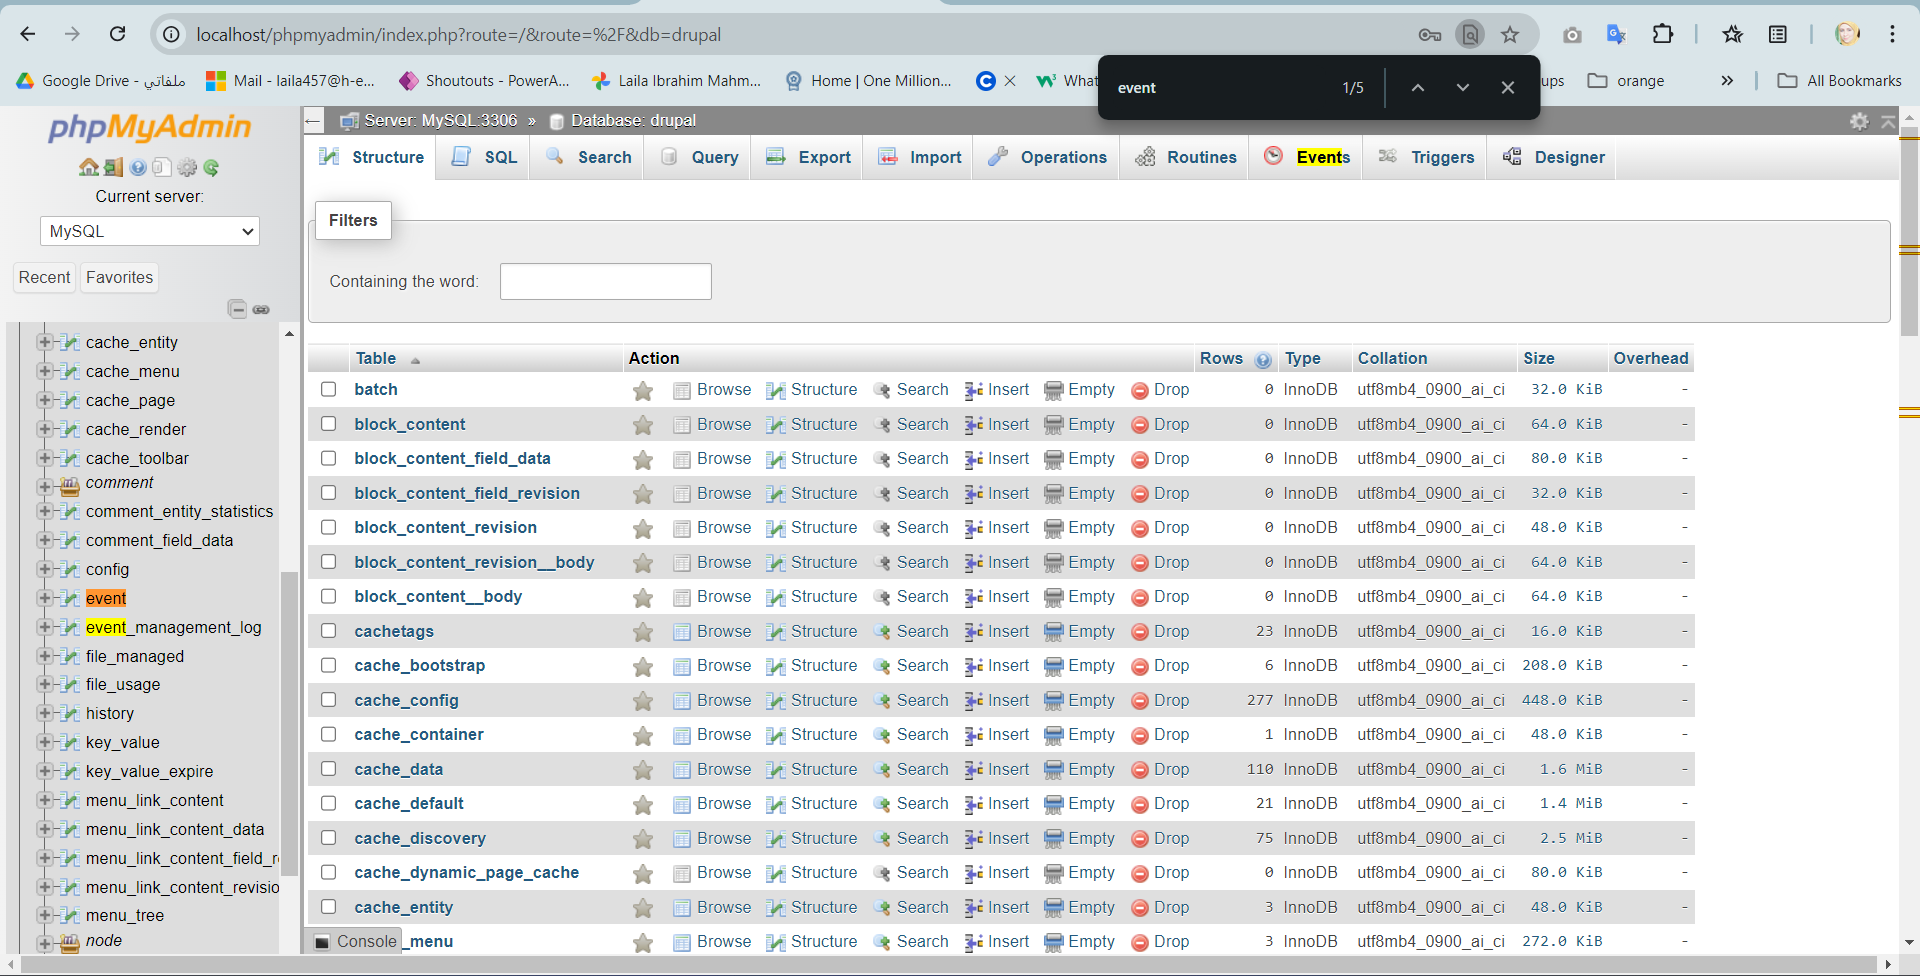 localhost/phpmyadmin/index.php?route=/&route=%2F&db=drupal
Google Drive - ملفاتي
Mail - laila457@h-e...
Shoutouts - PowerA...
Laila Ibrahim Mahm...
Home | One Million...
What
ups
orange
»
All Bookmarks
event 1/5
phpMyAdmin
Current server:
MySQL
Recent Favorites
cache_entity
cache_menu
cache_page
cache_render
cache_toolbar
comment
comment_entity_statistics
comment_field_data
config
event
event_management_log
file_managed
file_usage
history
key_value
key_value_expire
menu_link_content
menu_link_content_data
menu_link_content_field_r
menu_link_content_revisio
menu_tree
node
Server: MySQL:3306 » Database: drupal
Structure SQL Search Query Export Import Operations Routines Events Triggers Designer
Filters
Containing the word:
Table Action Rows Type Collation Size Overhead
batch Browse Structure Search Insert Empty Drop 0 InnoDB utf8mb4_0900_ai_ci 32.0 KiB -
block_content Browse Structure Search Insert Empty Drop 0 InnoDB utf8mb4_0900_ai_ci 64.0 KiB -
block_content_field_data Browse Structure Search Insert Empty Drop 0 InnoDB utf8mb4_0900_ai_ci 80.0 KiB -
block_content_field_revision Browse Structure Search Insert Empty Drop 0 InnoDB utf8mb4_0900_ai_ci 32.0 KiB -
block_content_revision Browse Structure Search Insert Empty Drop 0 InnoDB utf8mb4_0900_ai_ci 48.0 KiB -
block_content_revision__body Browse Structure Search Insert Empty Drop 0 InnoDB utf8mb4_0900_ai_ci 64.0 KiB -
block_content__body Browse Structure Search Insert Empty Drop 0 InnoDB utf8mb4_0900_ai_ci 64.0 KiB -
cachetags Browse Structure Search Insert Empty Drop 23 InnoDB utf8mb4_0900_ai_ci 16.0 KiB -
cache_bootstrap Browse Structure Search Insert Empty Drop 6 InnoDB utf8mb4_0900_ai_ci 208.0 KiB -
cache_config Browse Structure Search Insert Empty Drop 277 InnoDB utf8mb4_0900_ai_ci 448.0 KiB -
cache_container Browse Structure Search Insert Empty Drop 1 InnoDB utf8mb4_0900_ai_ci 48.0 KiB -
cache_data Browse Structure Search Insert Empty Drop 110 InnoDB utf8mb4_0900_ai_ci 1.6 MiB -
cache_default Browse Structure Search Insert Empty Drop 21 InnoDB utf8mb4_0900_ai_ci 1.4 MiB -
cache_discovery Browse Structure Search Insert Empty Drop 75 InnoDB utf8mb4_0900_ai_ci 2.5 MiB -
cache_dynamic_page_cache Browse Structure Search Insert Empty Drop 0 InnoDB utf8mb4_0900_ai_ci 80.0 KiB -
cache_entity Browse Structure Search Insert Empty Drop 3 InnoDB utf8mb4_0900_ai_ci 48.0 KiB -
Console _menu Browse Structure Search Insert Empty Drop 3 InnoDB utf8mb4_0900_ai_ci 272.0 KiB -